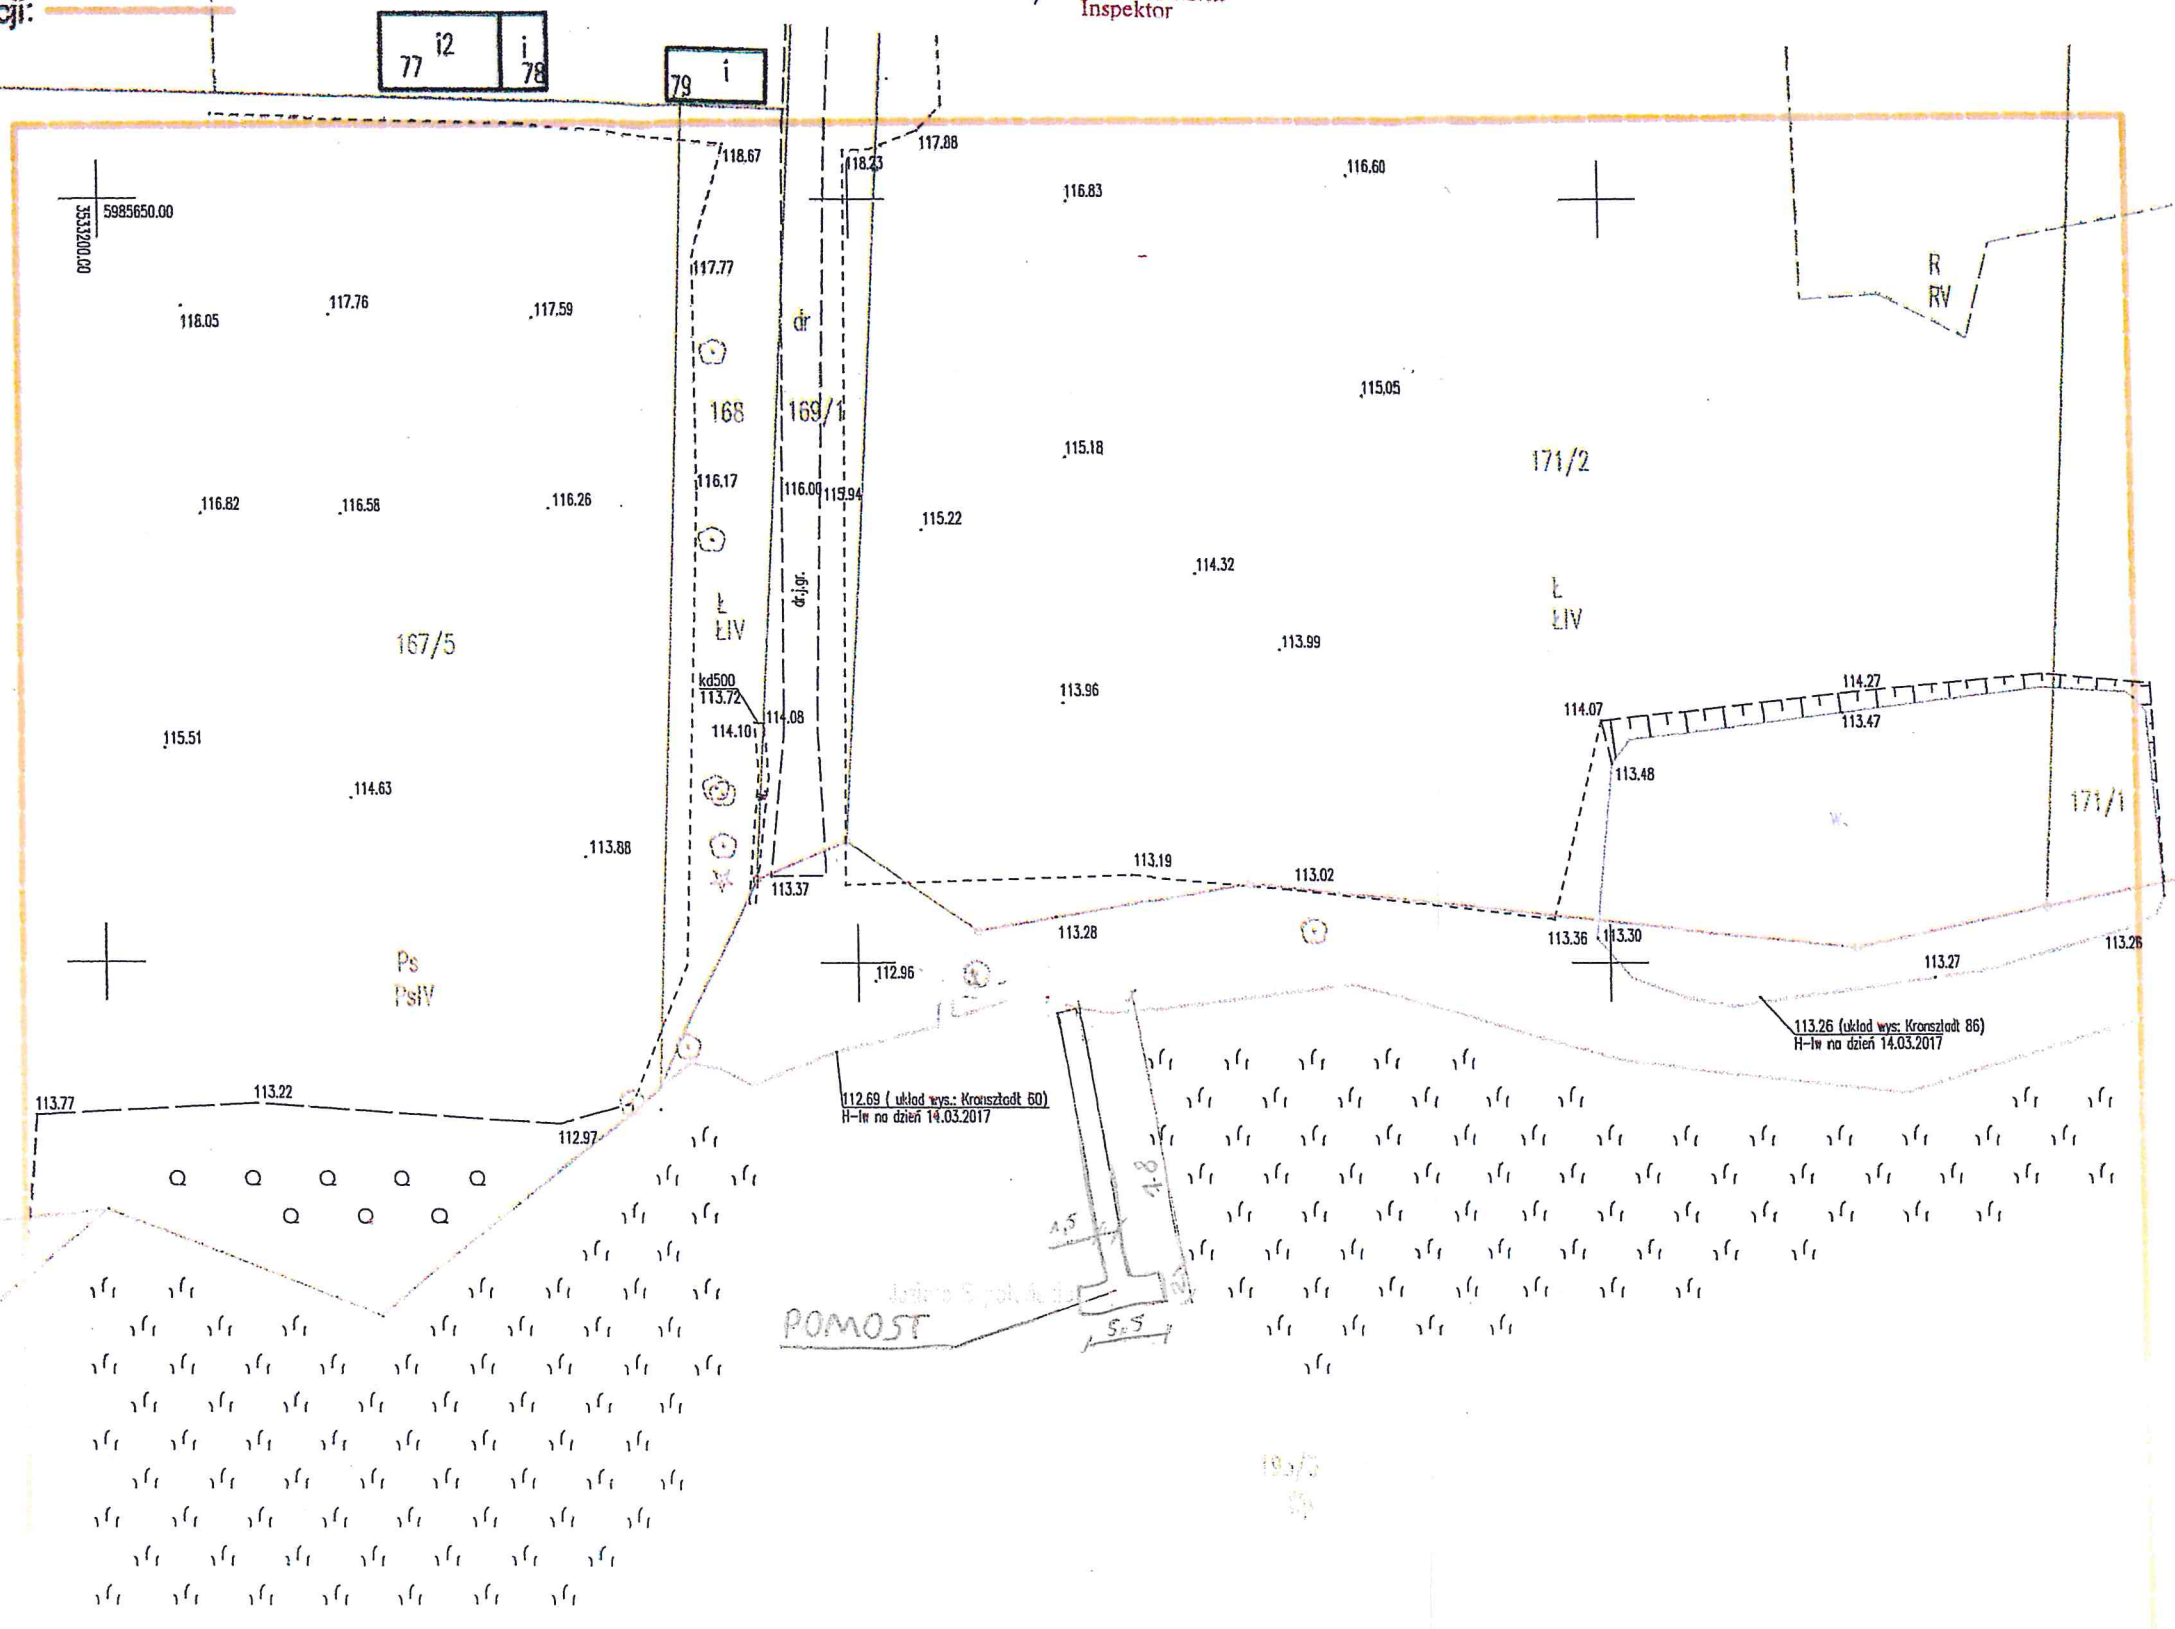 cji:
Inspektor
i2
77
i
78
79
i
118.67
118.23
117.88
116.83
116.60
5985650.00
3533200.00
117.77
R
RV
118.05
117.76
117.59
dr
168
169/1
115.05
115.18
171/2
116.82
116.58
116.26
116.17
116.00
115.94
115.22
114.32
dr.j.gr.
Ł
ŁIV
Ł
ŁIV
167/5
113.99
113.96
kd500
113.72
114.27
114.07
113.47
114.08
114.10
115.51
113.48
114.63
w.
171/1
113.88
113.19
113.02
113.37
113.28
113.36
113.30
113.26
Ps
PsIV
112.96
113.27
113.26 (układ wys: Kronsztadt 86)
H-lw na dzień 14.03.2017
113.77
113.22
112.69 ( układ wys.: Kronsztadt 60)
H-lw na dzień 14.03.2017
112.97
1.5
POMOST
5.5